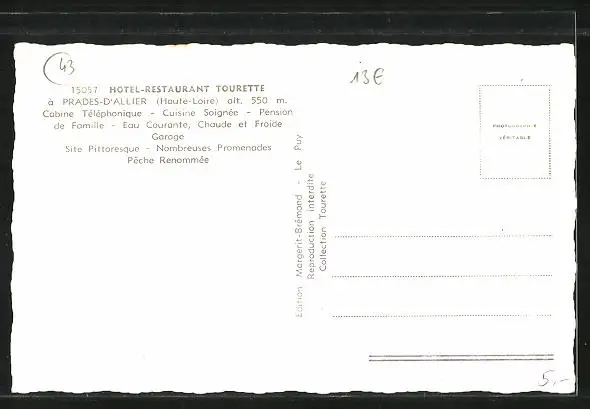 43
13€
15057 HOTEL-RESTAURANT TOURETTE
à PRADES-D'ALLIER (Haute-Loire) alt. 550 m.
Cabine Téléphonique - Cuisine Soignée - Pension
de Famille - Eau Courante, Chaude et Froide
Garage
Site Pittoresque - Nombreuses Promenades
Pêche Renommée
Edition Margerit-Brémond - Le Puy
Reproduction interdite
Collection Tourette
PHOTOGRAPHIE
VÉRITABLE
5,-